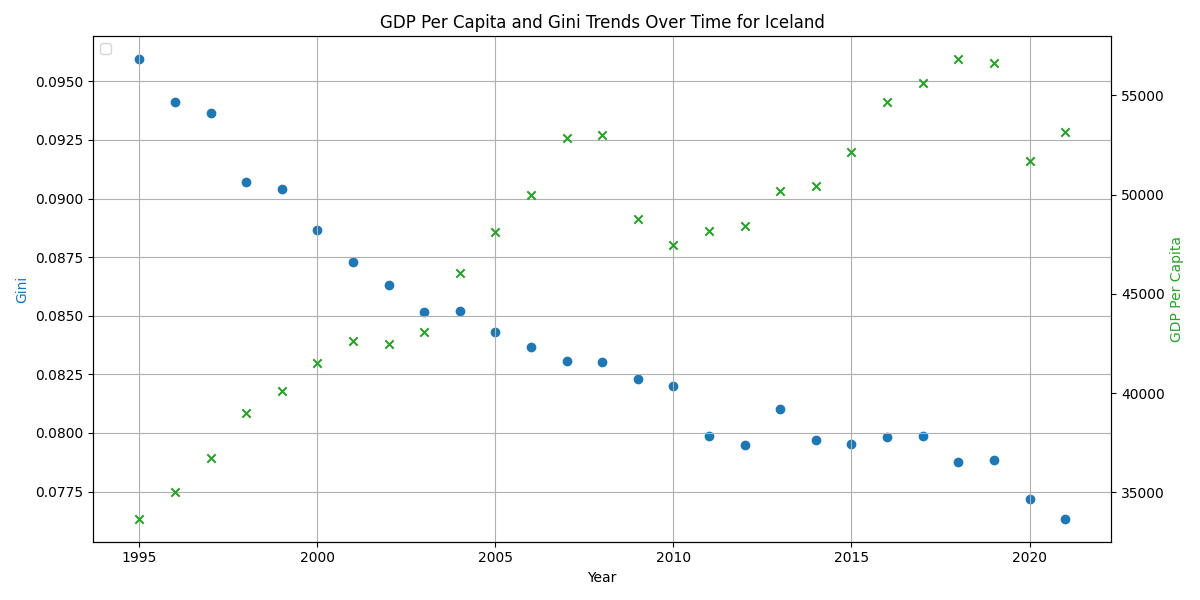 GDP Per Capita and Gini Trends Over Time for Iceland
0.0950
0.0925
0.0900
0.0875
0.0850
0.0825
0.0800
0.0775
Gini
55000
50000
45000
40000
35000
GDP Per Capita
1995 2000 2005 2010 2015 2020
Year